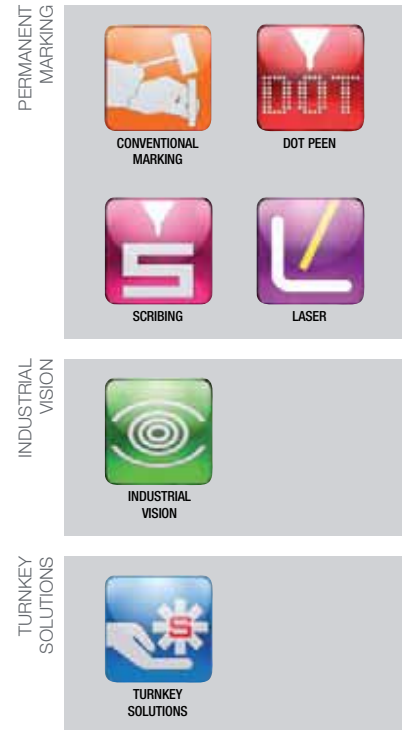 PERMANENT
MARKING
CONVENTIONAL
MARKING
DOT
DOT PEEN
S
SCRIBING
L
LASER
INDUSTRIAL
VISION
INDUSTRIAL
VISION
TURNKEY
SOLUTIONS
S
TURNKEY
SOLUTIONS